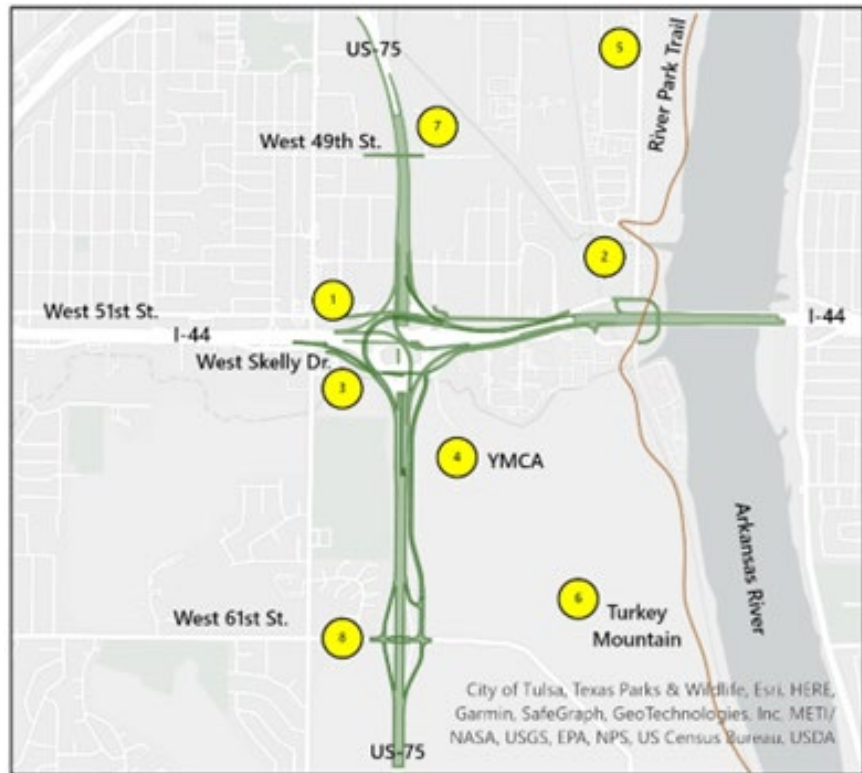 US-75
5
River Park Trail
7
West 49th St.
2
1
West 51st St.
I-44
I-44
West Skelly Dr.
3
4
YMCA
Arkansas River
6
Turkey
Mountain
West 61st St.
8
City of Tulsa, Texas Parks & Wildlife, Esri, HERE,
Garmin, SafeGraph, GeoTechnologies, Inc, METI/
NASA, USGS, EPA, NPS, US Census Bureau, USDA
US-75